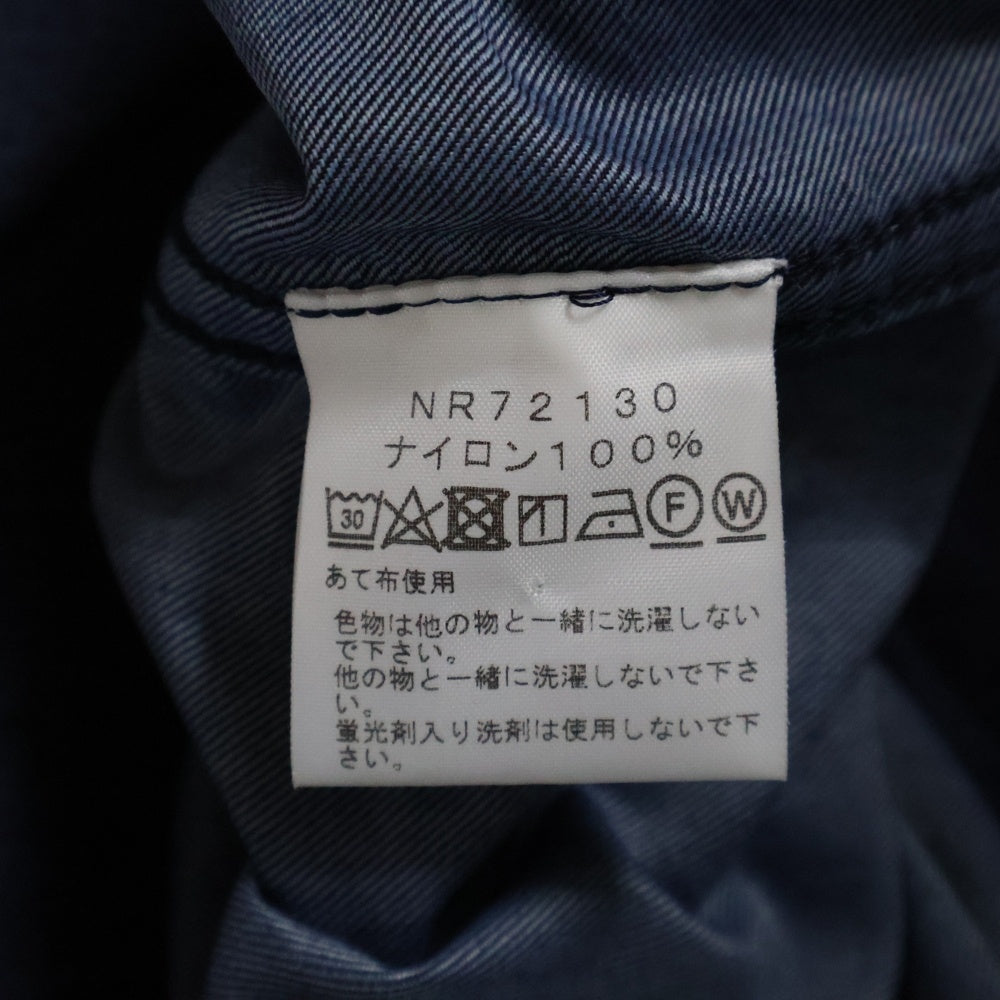 NR72130
ナイロン100%
30 F W
あて布使用
色物は他の物と一緒に洗濯しない
で下さい。
他の物と一緒に洗濯しないで下さ
い。
蛍光剤入り洗剤は使用しないで下
さい。